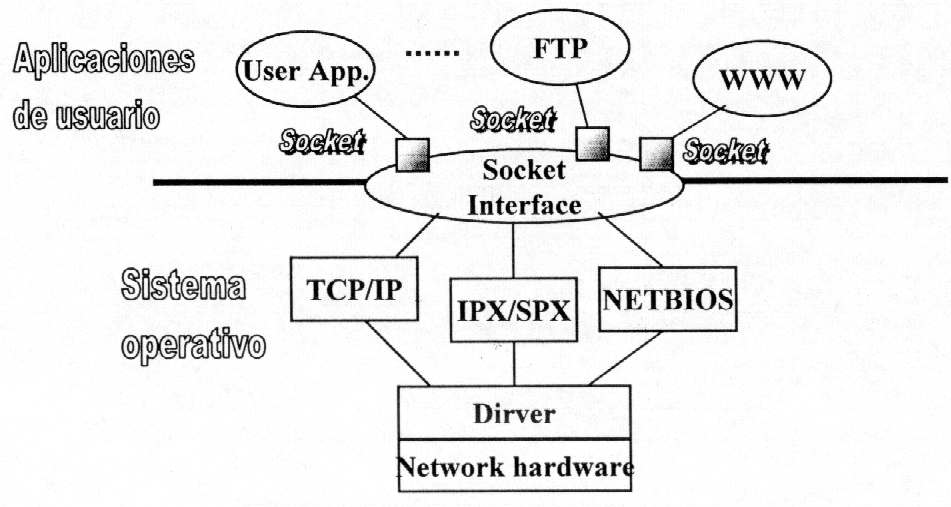 Aplicaciones
de usuario
User App.
......
FTP
WWW
Socket
Socket
Socket
Socket
Interface
Sistema
operativo
TCP/IP
IPX/SPX
NETBIOS
Dirver
Network hardware